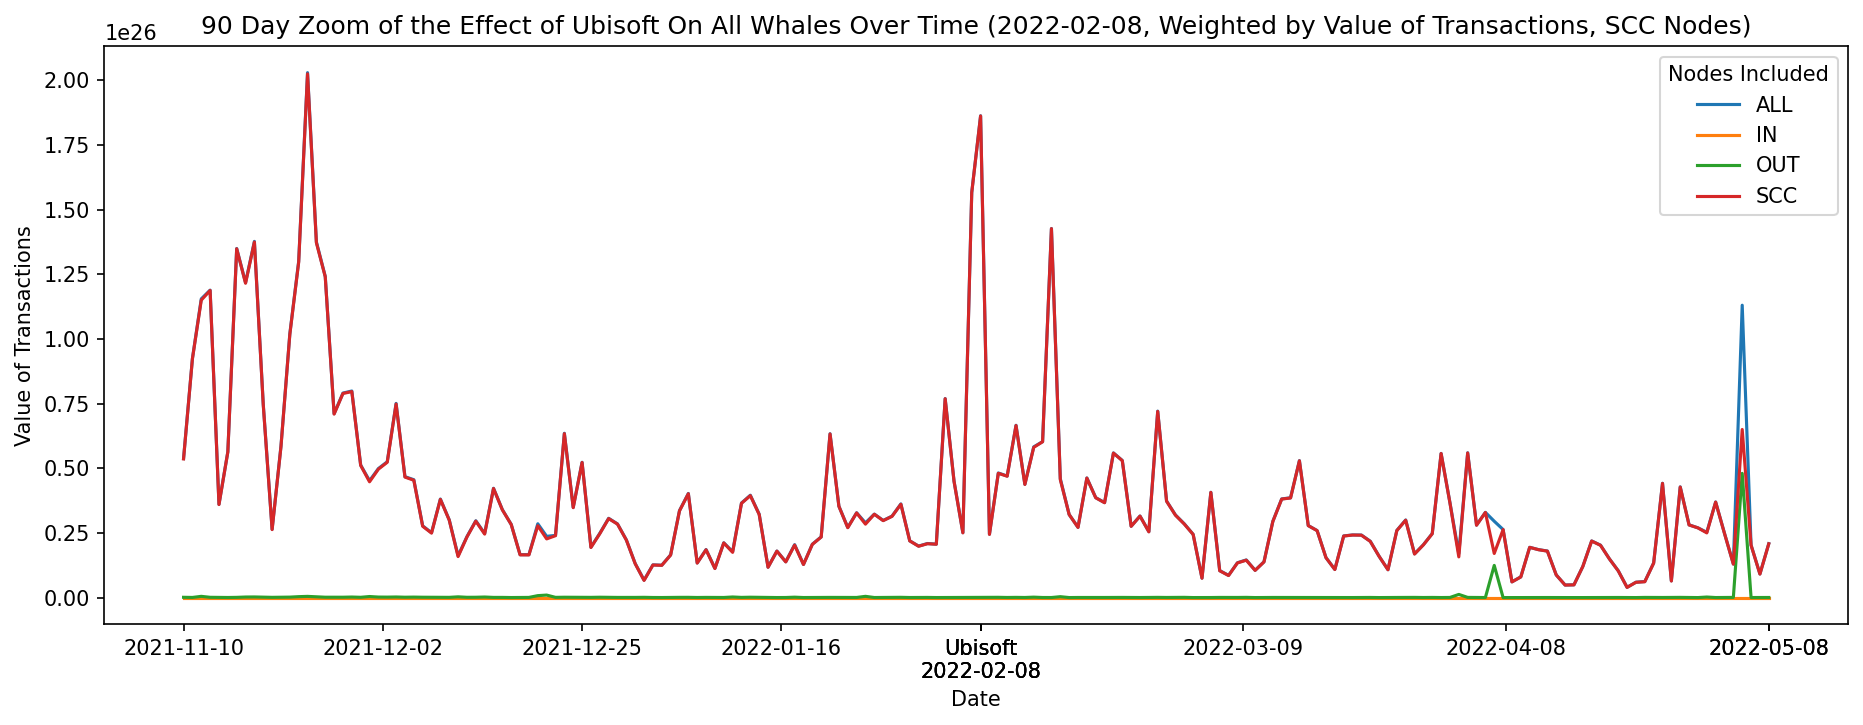 90 Day Zoom of the Effect of Ubisoft On All Whales Over Time (2022-02-08, Weighted by Value of Transactions, SCC Nodes)
1e26
Nodes Included
ALL
IN
OUT
SCC
2.00
1.75
1.50
1.25
1.00
0.75
0.50
0.25
0.00
Value of Transactions
2021-11-10
2021-12-02
2021-12-25
2022-01-16
Ubisoft
2022-02-08
2022-03-09
2022-04-08
2022-05-08
Date